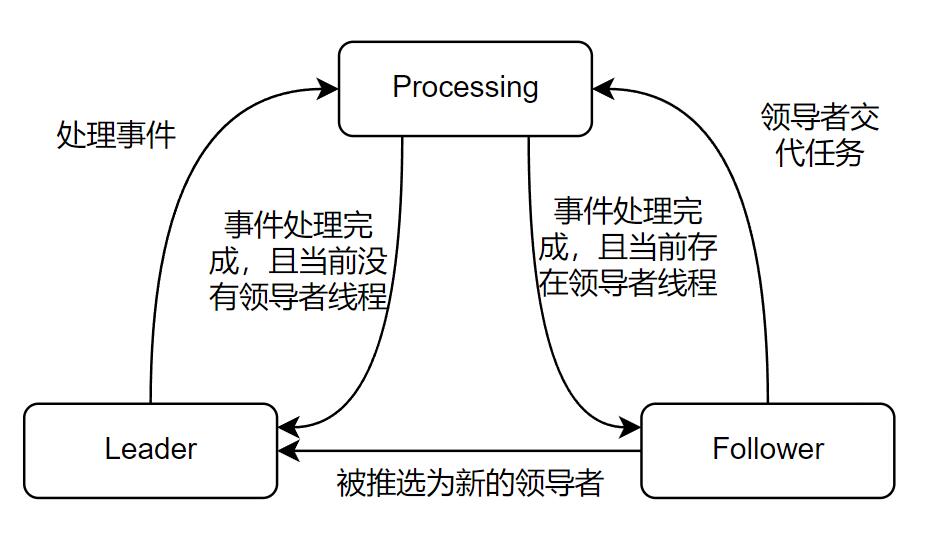 Processing
处理事件
领导者交
代任务
事件处理完
成，且当前没
有领导者线程
事件处理完
成，且当前存
在领导者线程
Leader
Follower
被推选为新的领导者